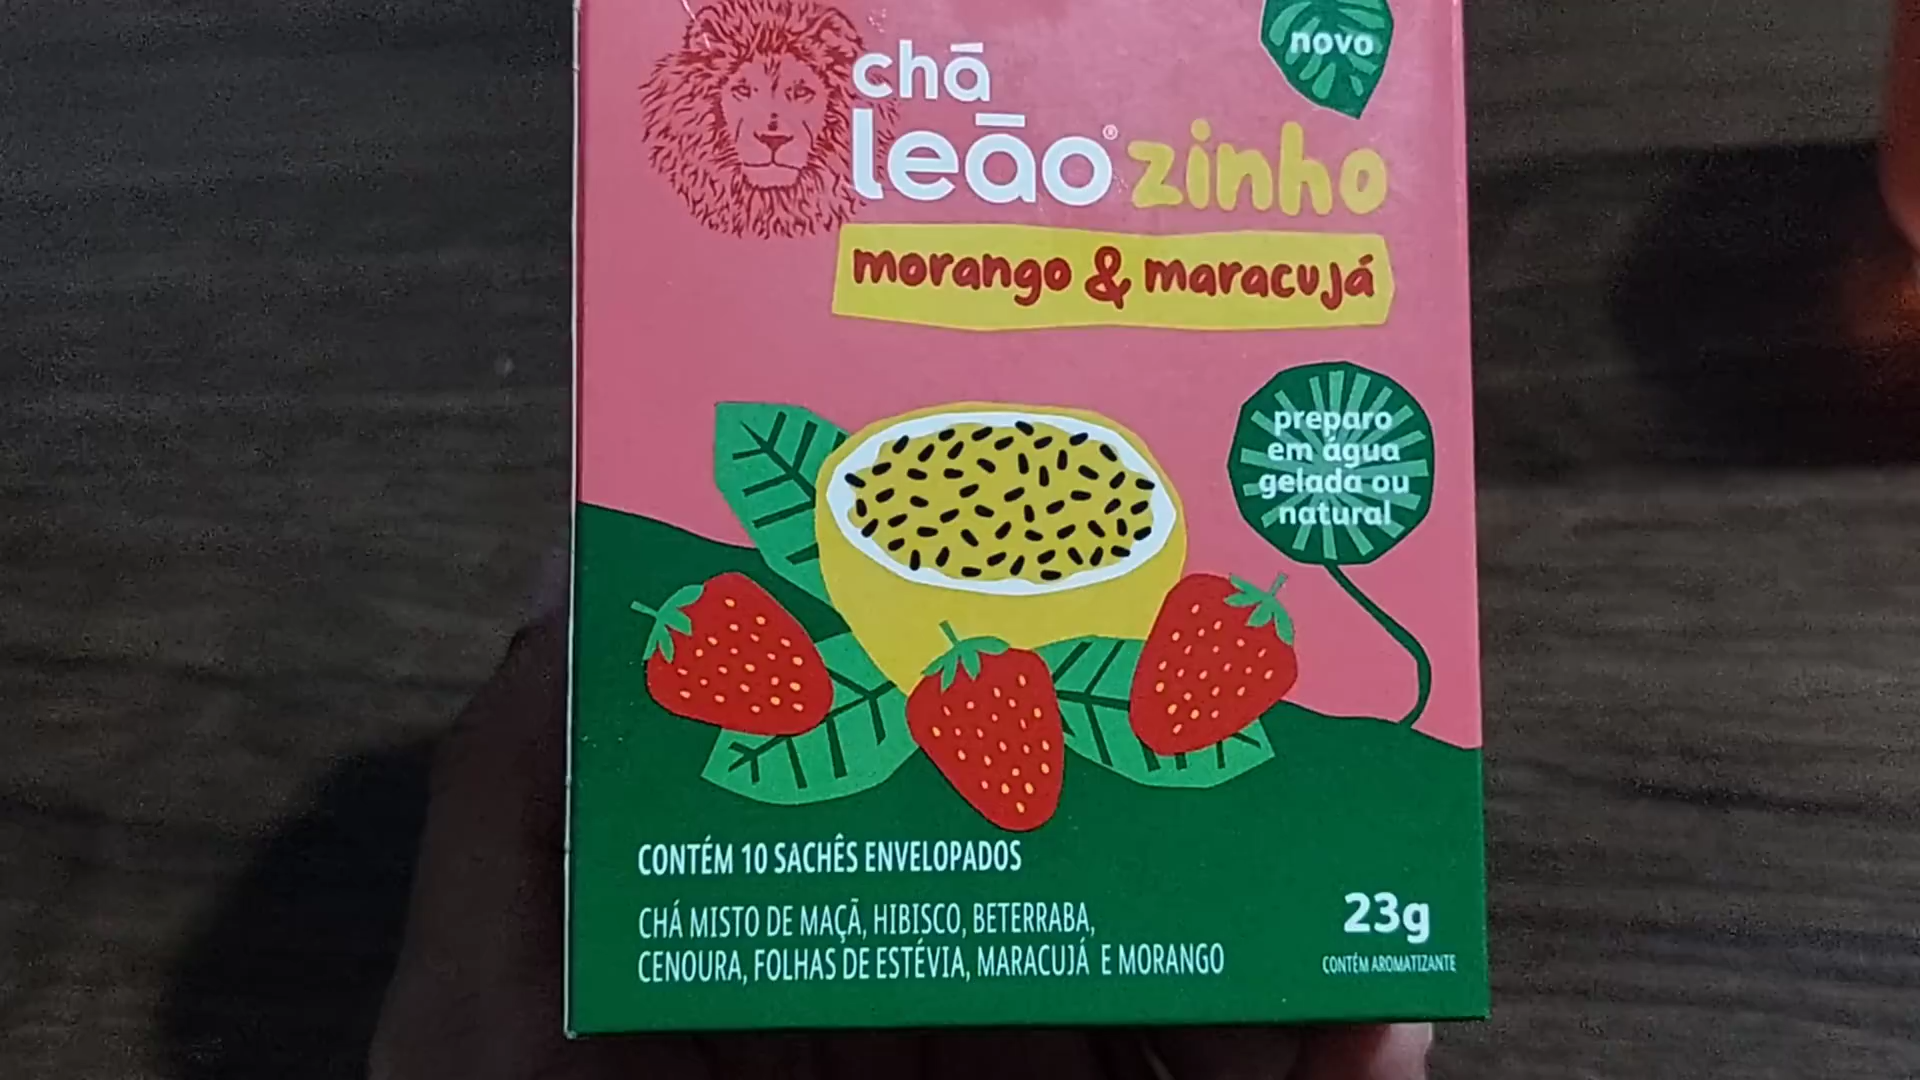 novo
chá
leão®zinho
morango & maracujá
preparo
em água
gelada ou
natural
CONTÉM 10 SACHÊS ENVELOPADOS
CHÁ MISTO DE MAÇÃ, HIBISCO, BETERRABA,
CENOURA, FOLHAS DE ESTÉVIA, MARACUJÁ E MORANGO
23g
CONTÉM AROMATIZANTE